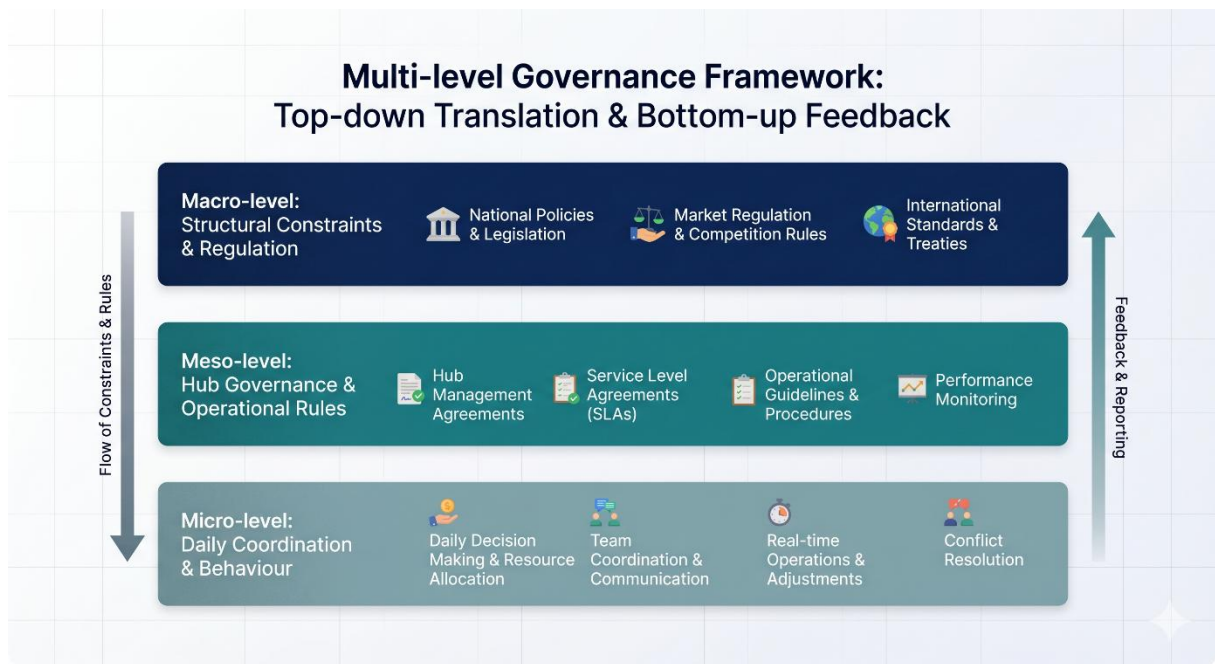 Multi-level Governance Framework:
Top-down Translation & Bottom-up Feedback
Flow of Constraints & Rules
Macro-level:
Structural Constraints
& Regulation
National Policies
& Legislation
Market Regulation
& Competition Rules
International
Standards &
Treaties
Meso-level:
Hub Governance &
Operational Rules
Hub
Management
Agreements
Service Level
Agreements
(SLAs)
Operational
Guidelines &
Procedures
Performance
Monitoring
Micro-level:
Daily Coordination
& Behaviour
Daily Decision
Making & Resource
Allocation
Team
Coordination &
Communication
Real-time
Operations &
Adjustments
Conflict
Resolution
Feedback & Reporting